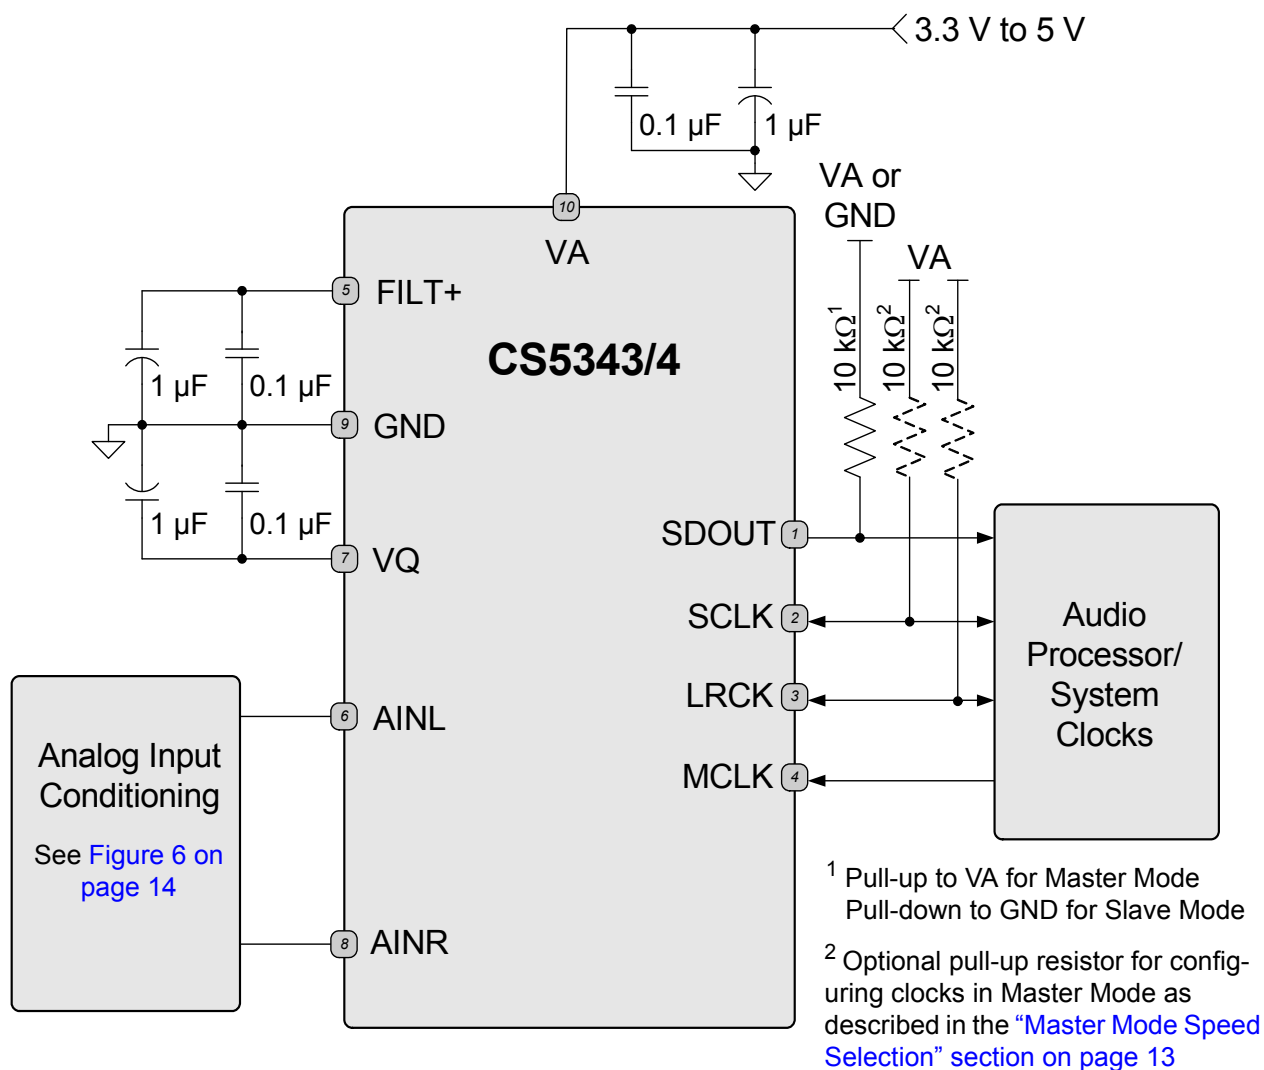 3.3 V to 5 V
0.1 µF
1 µF
VA or
GND
VA
10 kΩ¹
10 kΩ²
10 kΩ²
10
VA
5
FILT+
CS5343/4
1 µF
0.1 µF
9
GND
1 µF
0.1 µF
7
VQ
SDOUT
1
SCLK
2
LRCK
3
MCLK
4
Audio
Processor/
System
Clocks
6
AINL
Analog Input
Conditioning
See Figure 6 on
page 14
8
AINR
¹ Pull-up to VA for Master Mode
Pull-down to GND for Slave Mode
² Optional pull-up resistor for config-
uring clocks in Master Mode as
described in the “Master Mode Speed
Selection” section on page 13